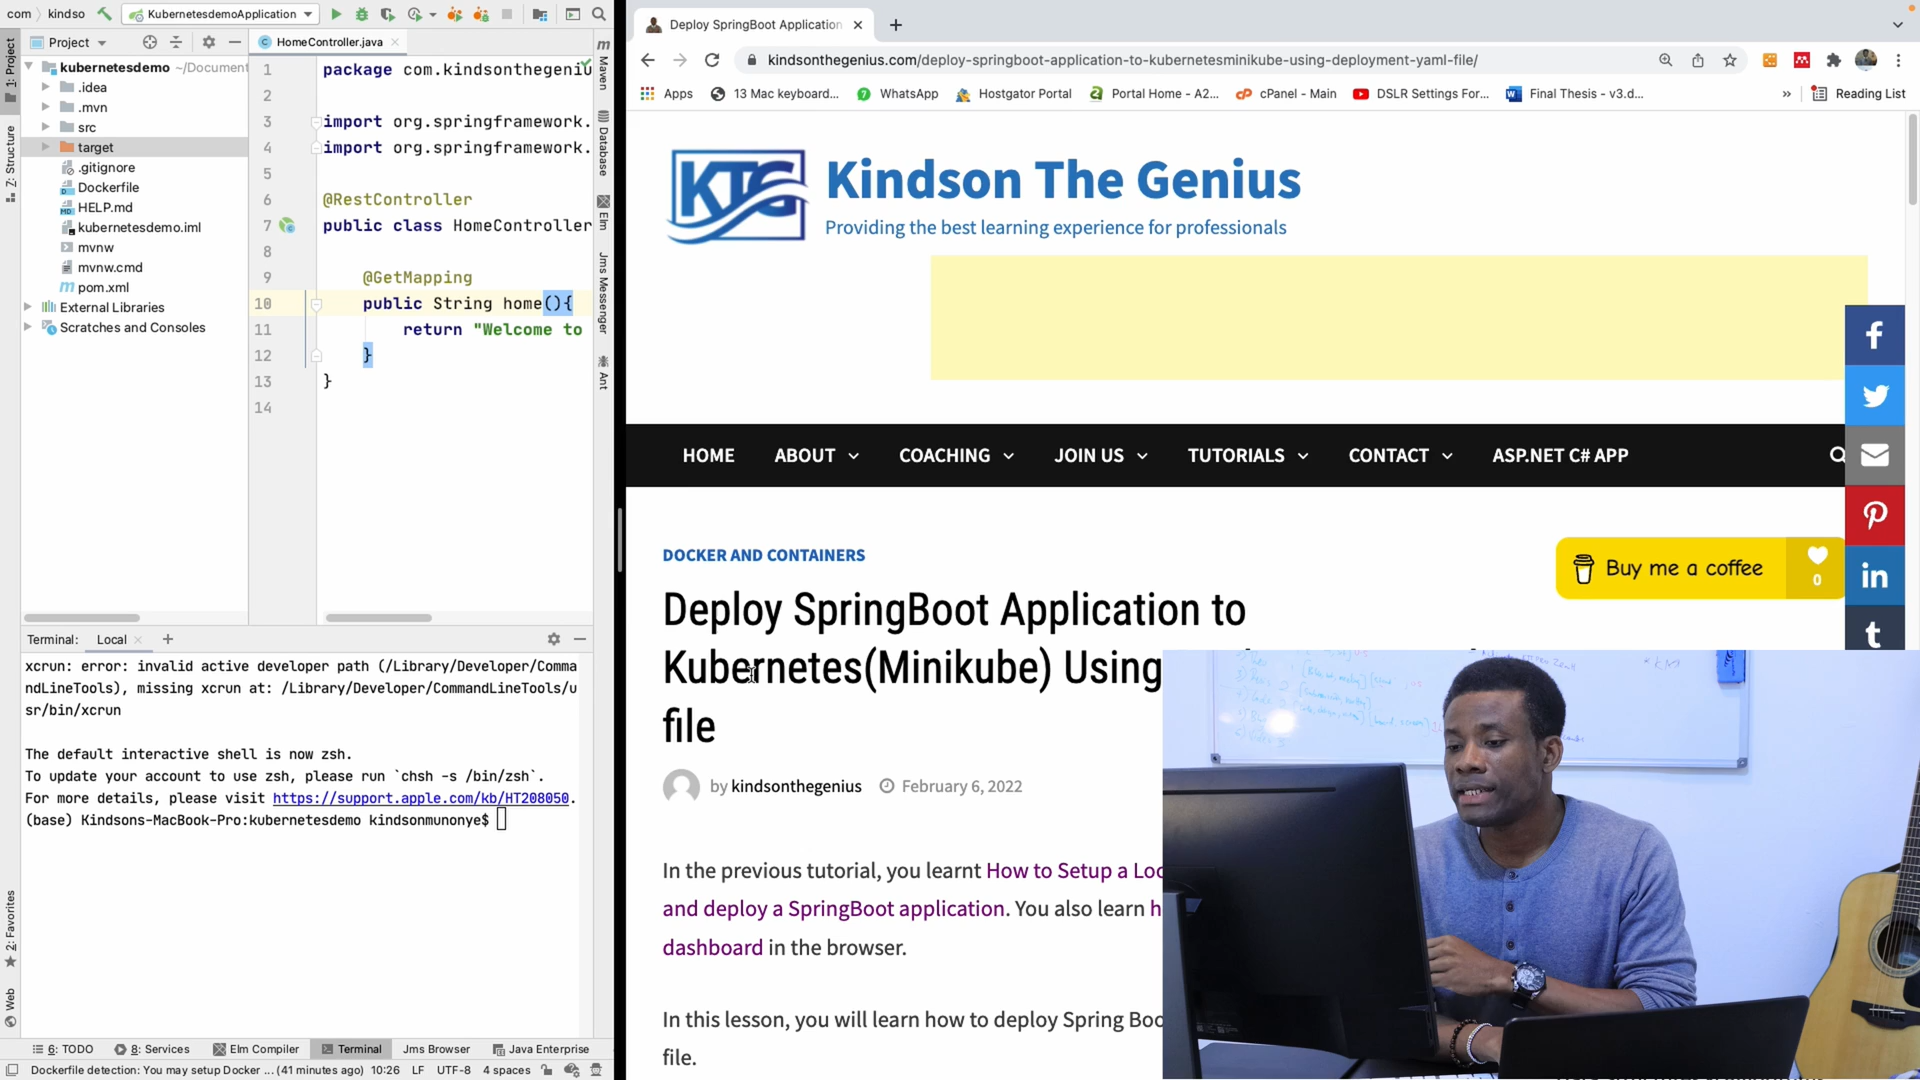 com
kindso
KubernetesdemoApplication
Project
HomeController.java
kubernetesdemo ~/Document
.idea
.mvn
src
target
.gitignore
Dockerfile
HELP.md
kubernetesdemo.iml
mvnw
mvnw.cmd
pom.xml
External Libraries
Scratches and Consoles
1: Project
Z: Structure
2: Favorites
Web
1 package com.kindsonthegeniu
2
3 import org.springframework.
4 import org.springframework.
5
6 @RestController
7 public class HomeController
8
9 @GetMapping
10 public String home(){
11 return "Welcome to
12 }
13 }
14
Maven
Database
Elm
Jms Messenger
Ant
Terminal: Local
xcrun: error: invalid active developer path (/Library/Developer/Comma
ndLineTools), missing xcrun at: /Library/Developer/CommandLineTools/u
sr/bin/xcrun
The default interactive shell is now zsh.
To update your account to use zsh, please run `chsh -s /bin/zsh`.
For more details, please visit https://support.apple.com/kb/HT208050.
(base) Kindsons-MacBook-Pro:kubernetesdemo kindsonmunonye$
6: TODO 8: Services Elm Compiler Terminal Jms Browser Java Enterprise
Dockerfile detection: You may setup Docker ... (41 minutes ago) 10:26 LF UTF-8 4 spaces
Deploy SpringBoot Application
kindsonthegenius.com/deploy-springboot-application-to-kubernetesminikube-using-deployment-yaml-file/
Apps 13 Mac keyboard... WhatsApp Hostgator Portal Portal Home - A2... cPanel - Main DSLR Settings For... Final Thesis - v3.d... » Reading List
KTG
Kindson The Genius
Providing the best learning experience for professionals
HOME ABOUT COACHING JOIN US TUTORIALS CONTACT ASP.NET C# APP
DOCKER AND CONTAINERS
Buy me a coffee
0
Deploy SpringBoot Application to
Kubernetes(Minikube) Using
file
by kindsonthegenius February 6, 2022
In the previous tutorial, you learnt How to Setup a Loc
and deploy a SpringBoot application. You also learn h
dashboard in the browser.
In this lesson, you will learn how to deploy Spring Boo
file.